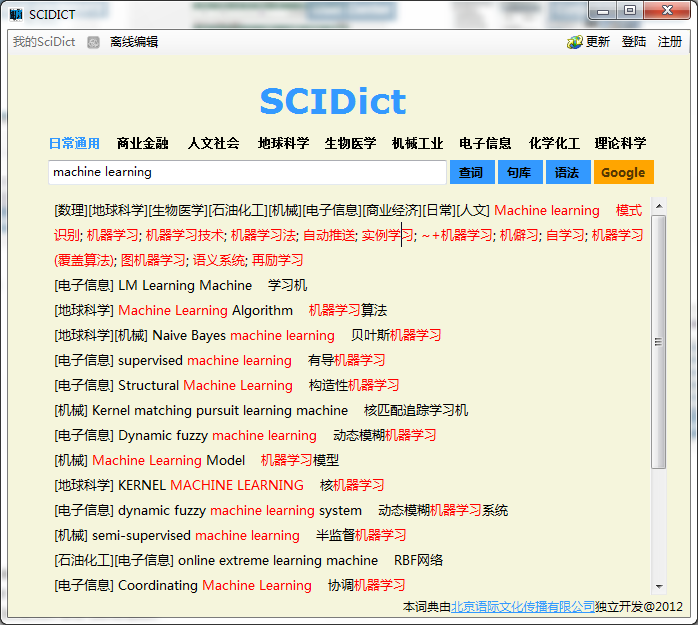 SCIDICT
我的SciDict 离线编辑 更新 登陆 注册
SCIDict
日常通用 商业金融 人文社会 地球科学 生物医学 机械工业 电子信息 化学化工 理论科学
machine learning 查词 句库 语法 Google
[数理][地球科学][生物医学][石油化工][机械][电子信息][商业经济][日常][人文] Machine learning 模式
识别; 机器学习; 机器学习技术; 机器学习法; 自动推送; 实例学习; ~+机器学习; 机僻习; 自学习; 机器学习
(覆盖算法); 图机器学习; 语义系统; 再励学习
[电子信息] LM Learning Machine 学习机
[地球科学] Machine Learning Algorithm 机器学习算法
[地球科学][机械] Naive Bayes machine learning 贝叶斯机器学习
[电子信息] supervised machine learning 有导机器学习
[电子信息] Structural Machine Learning 构造性机器学习
[机械] Kernel matching pursuit learning machine 核匹配追踪学习机
[电子信息] Dynamic fuzzy machine learning 动态模糊机器学习
[机械] Machine Learning Model 机器学习模型
[地球科学] KERNEL MACHINE LEARNING 核机器学习
[电子信息] dynamic fuzzy machine learning system 动态模糊机器学习系统
[机械] semi-supervised machine learning 半监督机器学习
[石油化工][电子信息] online extreme learning machine RBF网络
[电子信息] Coordinating Machine Learning 协调机器学习
本词典由北京语际文化传播有限公司独立开发@2012